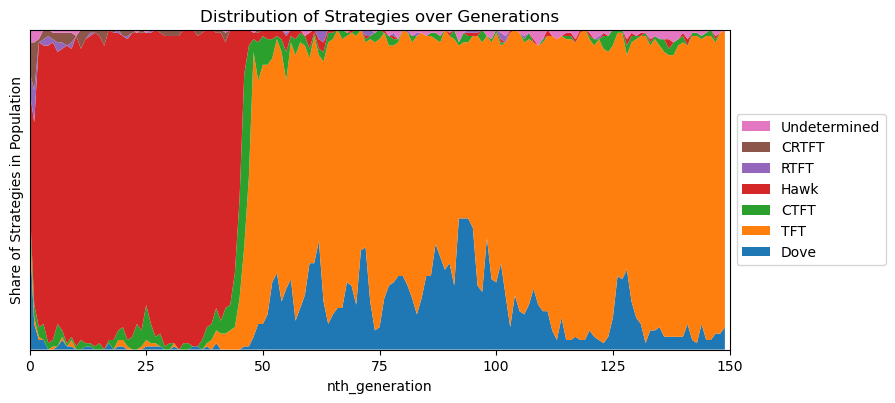 Distribution of Strategies over Generations
Share of Strategies in Population
Undetermined
CRTFT
RTFT
Hawk
CTFT
TFT
Dove
0 25 50 75 100 125 150
nth_generation